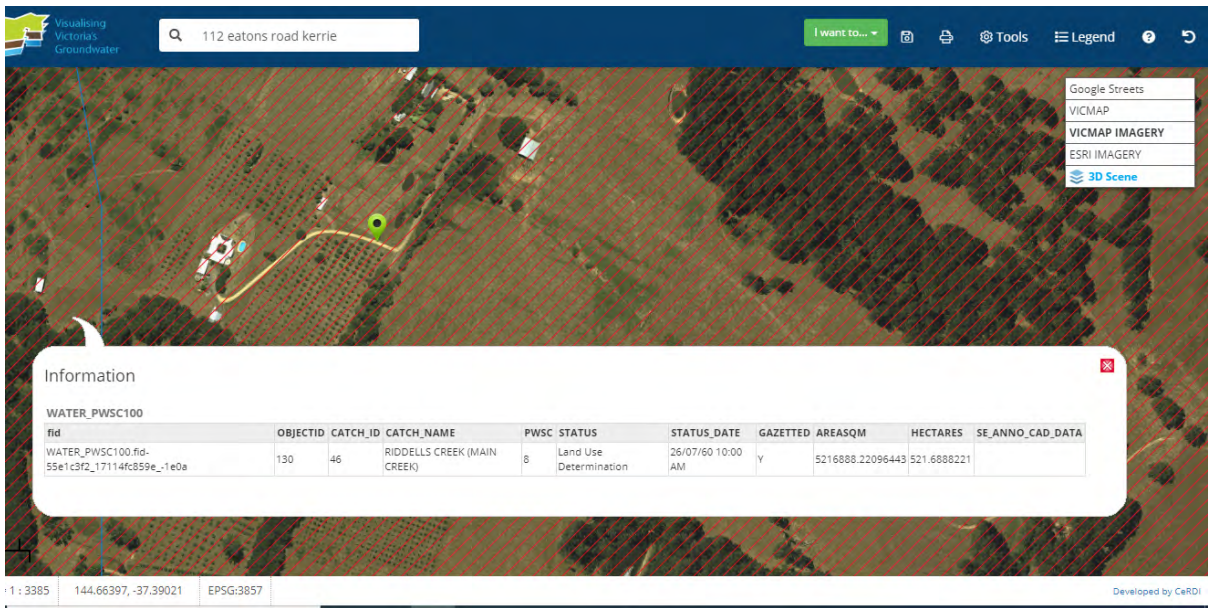 Visualising
Victoria's
Groundwater
112 eatons road kerrie
I want to...
Tools
Legend
Google Streets
VICMAP
VICMAP IMAGERY
ESRI IMAGERY
3D Scene
Information
WATER_PWSC100
fid OBJECTID CATCH_ID CATCH_NAME PWSC STATUS STATUS_DATE GAZETTED AREASQM HECTARES SE_ANNO_CAD_DATA
WATER_PWSC100.fid-
55e1c3f2_17114fc859e_-1e0a
130 46
RIDDELLS CREEK (MAIN
CREEK)
8
Land Use
Determination
26/07/60 10:00
AM
Y 5216888.22096443 521.6888221
1 : 3385 144.66397, -37.39021 EPSG:3857
Developed by CeRDI